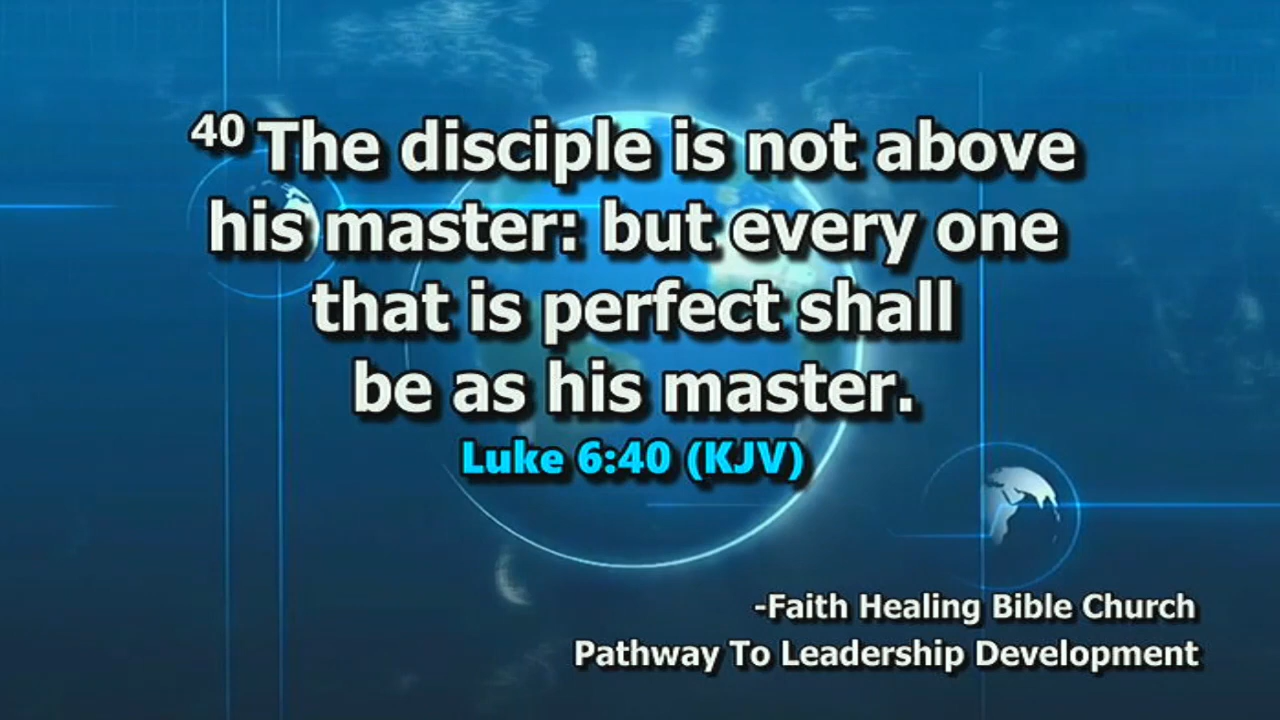 40 The disciple is not above
his master: but every one
that is perfect shall
be as his master.
Luke 6:40 (KJV)
-Faith Healing Bible Church
Pathway To Leadership Development